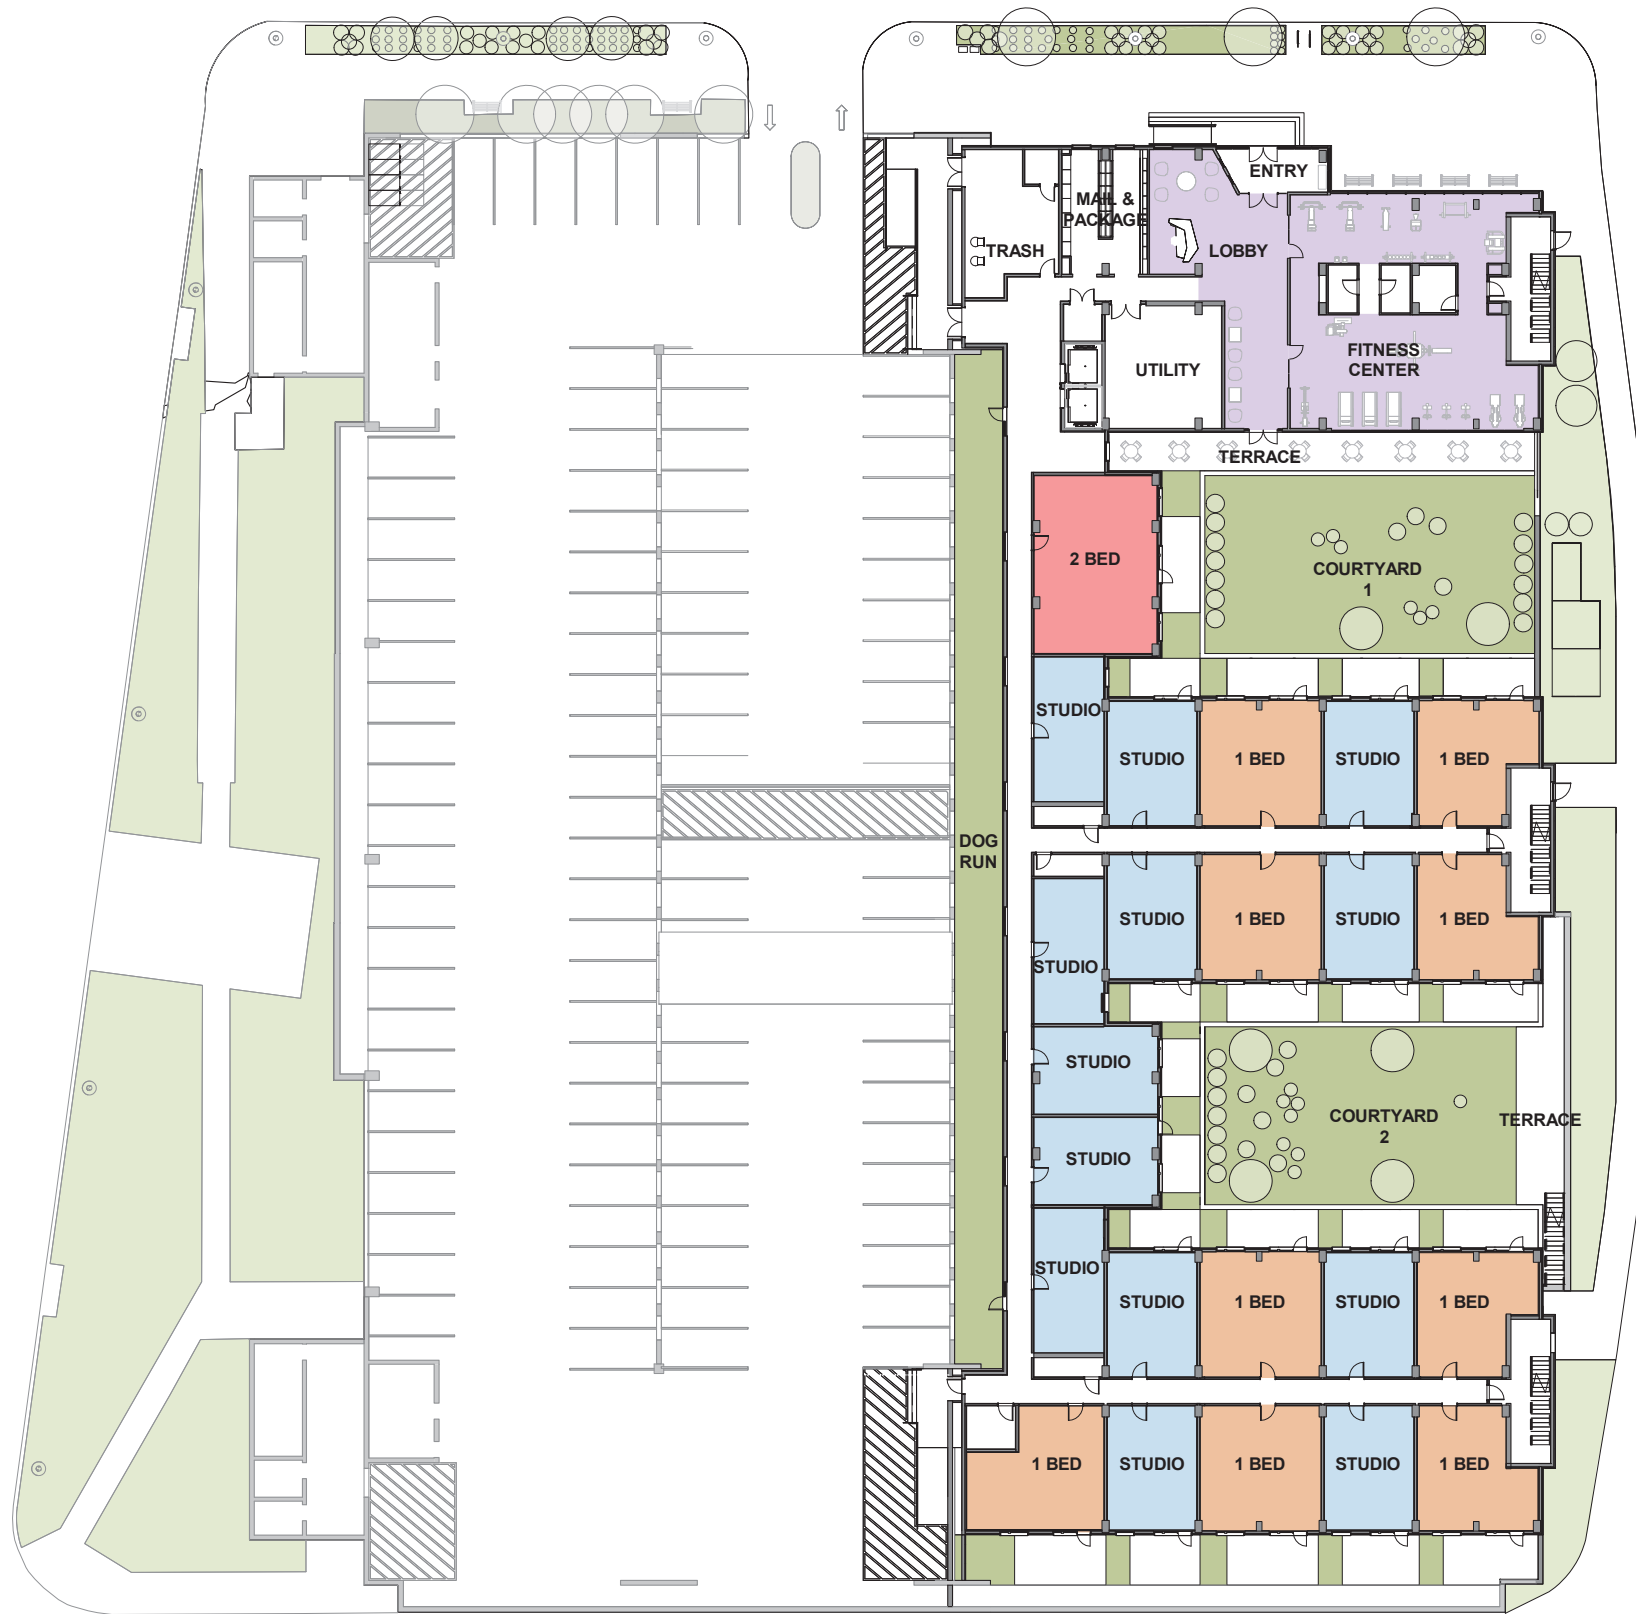 ENTRY
MAIL &
PACKAGE
TRASH
LOBBY
UTILITY
FITNESS
CENTER
TERRACE
2 BED
COURTYARD
1
STUDIO
STUDIO
1 BED
STUDIO
1 BED
DOG
RUN
STUDIO
1 BED
STUDIO
1 BED
STUDIO
STUDIO
COURTYARD
2
TERRACE
STUDIO
STUDIO
STUDIO
1 BED
STUDIO
1 BED
1 BED
STUDIO
1 BED
STUDIO
1 BED